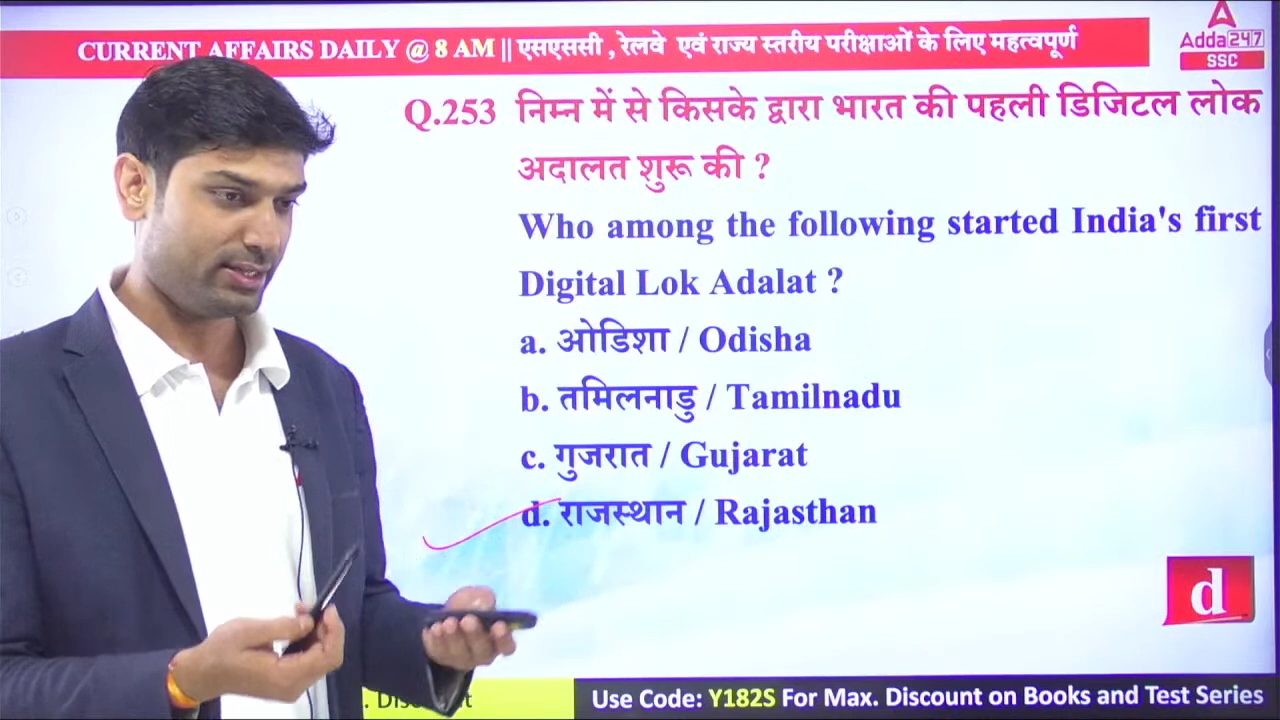 CURRENT AFFAIRS DAILY @ 8 AM || एसएससी , रेलवे एवं राज्य स्तरीय परीक्षाओं के लिए महत्वपूर्ण
Adda247
SSC
Q.253 निम्न में से किसके द्वारा भारत की पहली डिजिटल लोक
अदालत शुरू की ?
Who among the following started India's first
Digital Lok Adalat ?
a. ओडिशा / Odisha
b. तमिलनाडु / Tamilnadu
c. गुजरात / Gujarat
d. राजस्थान / Rajasthan
d
Use Code: Y182S For Max. Discount on Books and Test Series